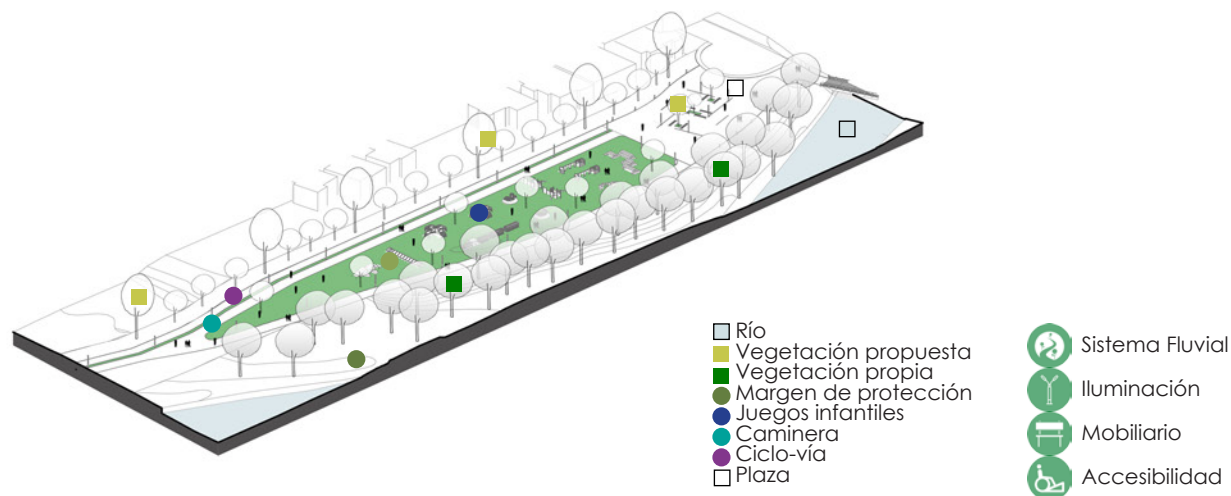 Río
Vegetación propuesta
Vegetación propia
Margen de protección
Juegos infantiles
Caminera
Ciclo-vía
Plaza
Sistema Fluvial
Iluminación
Mobiliario
Accesibilidad